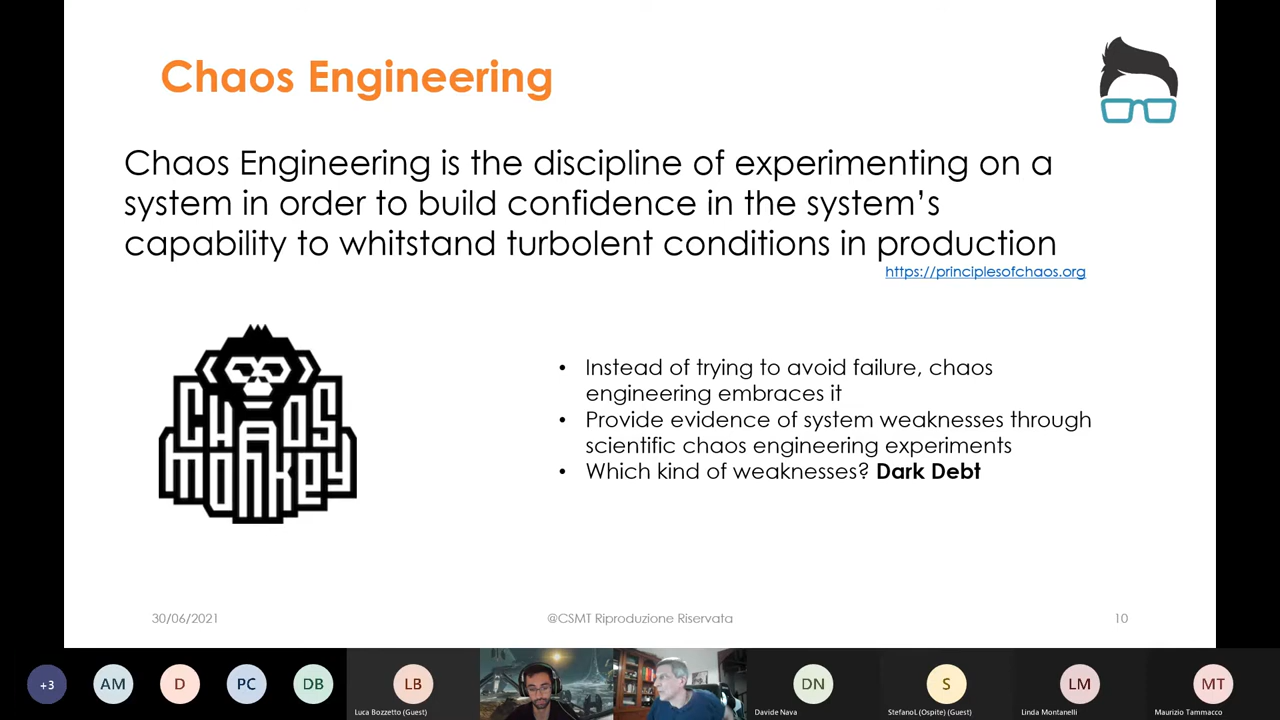 Chaos Engineering
Chaos Engineering is the discipline of experimenting on a
system in order to build confidence in the system’s
capability to whitstand turbolent conditions in production
https://principlesofchaos.org
CHAOS
MONKEY
• Instead of trying to avoid failure, chaos
engineering embraces it
• Provide evidence of system weaknesses through
scientific chaos engineering experiments
• Which kind of weaknesses? Dark Debt
30/06/2021
@CSMT Riproduzione Riservata
10
+3
AM
D
PC
DB
LB
Luca Bozzetto (Guest)
DN
Davide Nava
S
StefanoL (Ospite) (Guest)
LM
Linda Montanelli
MT
Maurizio Tammacco